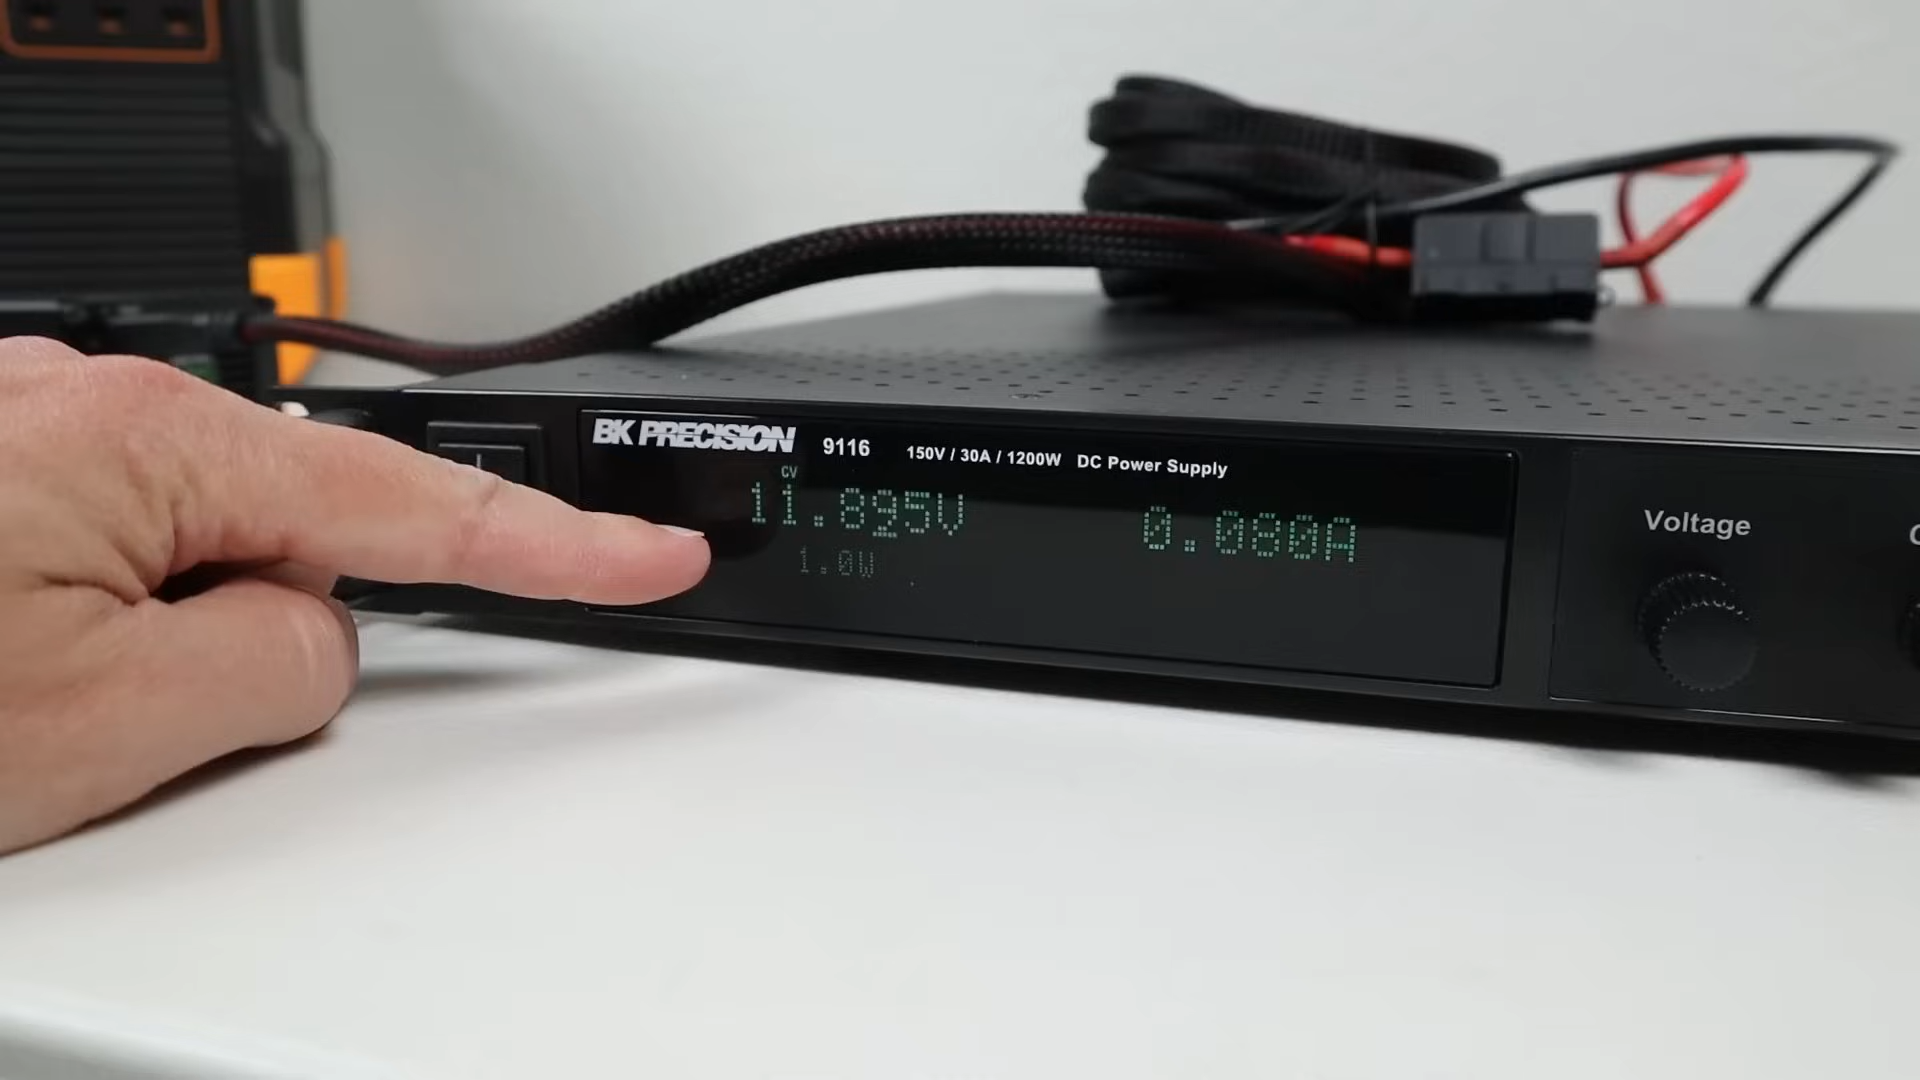 BK PRECISION 9116 150V / 30A / 1200W DC Power Supply
CV
11.895V 0.080A
1.0W
Voltage